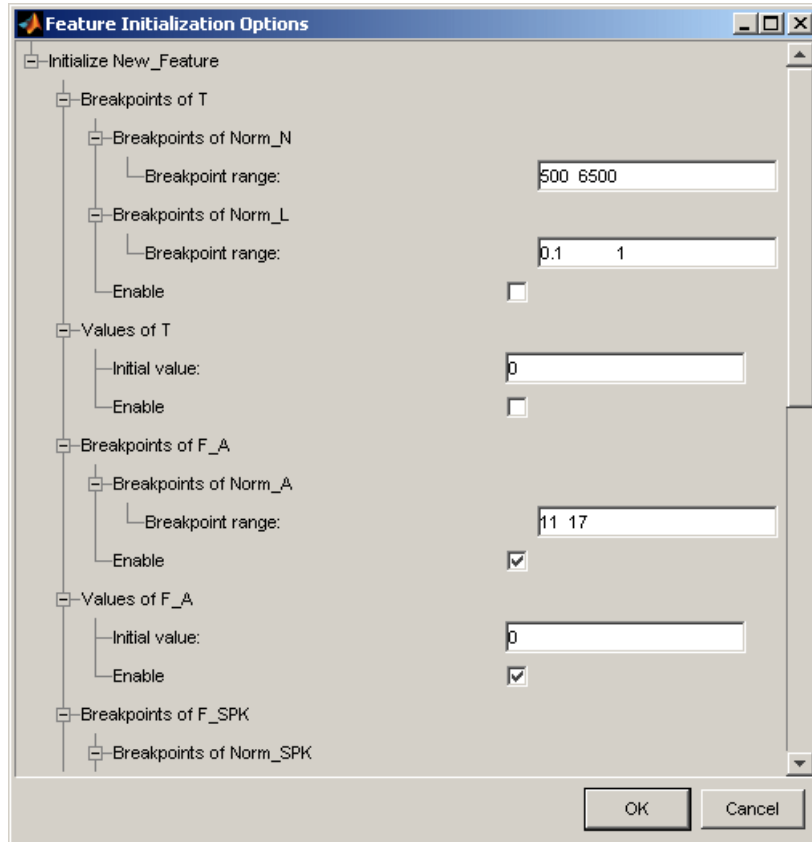 Feature Initialization Options
Initialize New_Feature
Breakpoints of T
Breakpoints of Norm_N
Breakpoint range: 500 6500
Breakpoints of Norm_L
Breakpoint range: 0.1 1
Enable
Values of T
Initial value: 0
Enable
Breakpoints of F_A
Breakpoints of Norm_A
Breakpoint range: 11 17
Enable
Values of F_A
Initial value: 0
Enable
Breakpoints of F_SPK
Breakpoints of Norm_SPK
OK Cancel